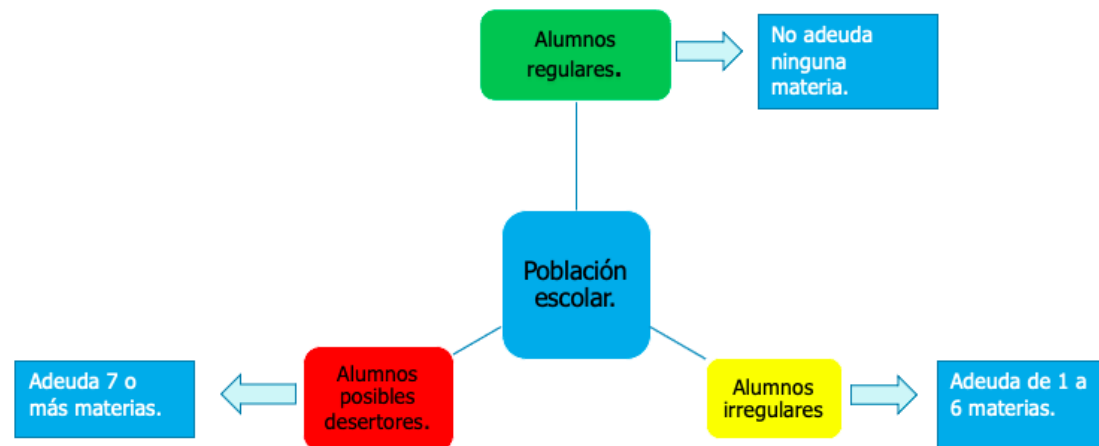 Alumnos
regulares.
No adeuda
ninguna
materia.
Población
escolar.
Adeuda 7 o
más materias.
Alumnos
posibles
desertores.
Alumnos
irregulares
Adeuda de 1 a
6 materias.